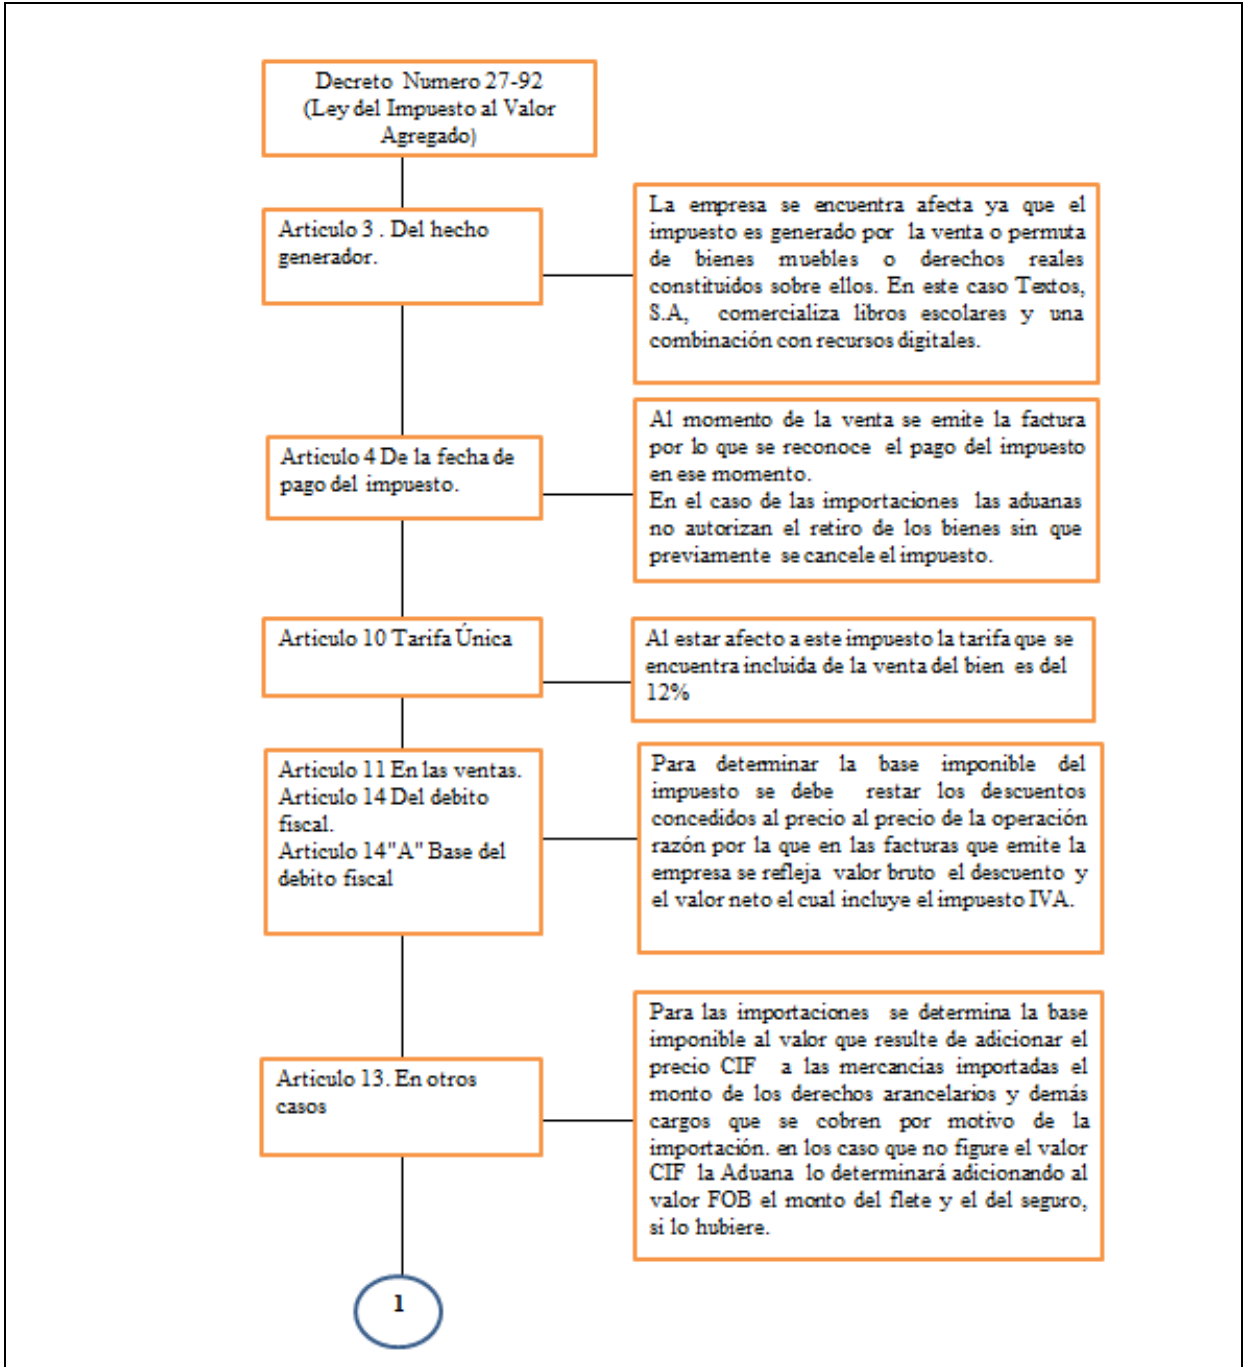 Decreto Numero 27-92
(Ley del Impuesto al Valor
Agregado)
Articulo 3 . Del hecho
generador.
La empresa se encuentra afecta ya que el
impuesto es generado por la venta o permuta
de bienes muebles o derechos reales
constituidos sobre ellos. En este caso Textos,
S.A, comercializa libros escolares y una
combinación con recursos digitales.
Articulo 4 De la fecha de
pago del impuesto.
Al momento de la venta se emite la factura
por lo que se reconoce el pago del impuesto
en ese momento.
En el caso de las importaciones las aduanas
no autorizan el retiro de los bienes sin que
previamente se cancele el impuesto.
Articulo 10 Tarifa Única
Al estar afecto a este impuesto la tarifa que se
encuentra incluida de la venta del bien es del
12%
Articulo 11 En las ventas.
Articulo 14 Del debito
fiscal.
Articulo 14"A" Base del
debito fiscal
Para determinar la base imponible del
impuesto se debe restar los descuentos
concedidos al precio al precio de la operación
razón por la que en las facturas que emite la
empresa se refleja valor bruto el descuento y
el valor neto el cual incluye el impuesto IVA.
Articulo 13. En otros
casos
Para las importaciones se determina la base
imponible al valor que resulte de adicionar el
precio CIF a las mercancias importadas el
monto de los derechos arancelarios y demás
cargos que se cobren por motivo de la
importación. en los caso que no figure el valor
CIF la Aduana lo determinará adicionando al
valor FOB el monto del flete y el del seguro,
si lo hubiere.
1